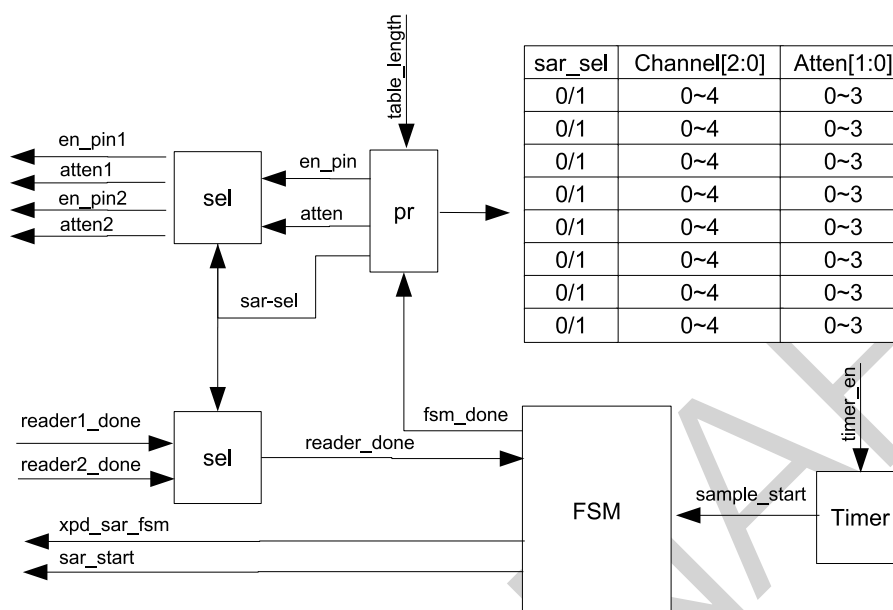 table_length
sar_sel Channel[2:0] Atten[1:0]
0/1 0~4 0~3
0/1 0~4 0~3
0/1 0~4 0~3
0/1 0~4 0~3
0/1 0~4 0~3
0/1 0~4 0~3
0/1 0~4 0~3
0/1 0~4 0~3
en_pin1
atten1
en_pin2
atten2
sel
en_pin
atten
pr
sar-sel
reader1_done
reader2_done
sel
reader_done
fsm_done
FSM
timer_en
sample_start
Timer
xpd_sar_fsm
sar_start